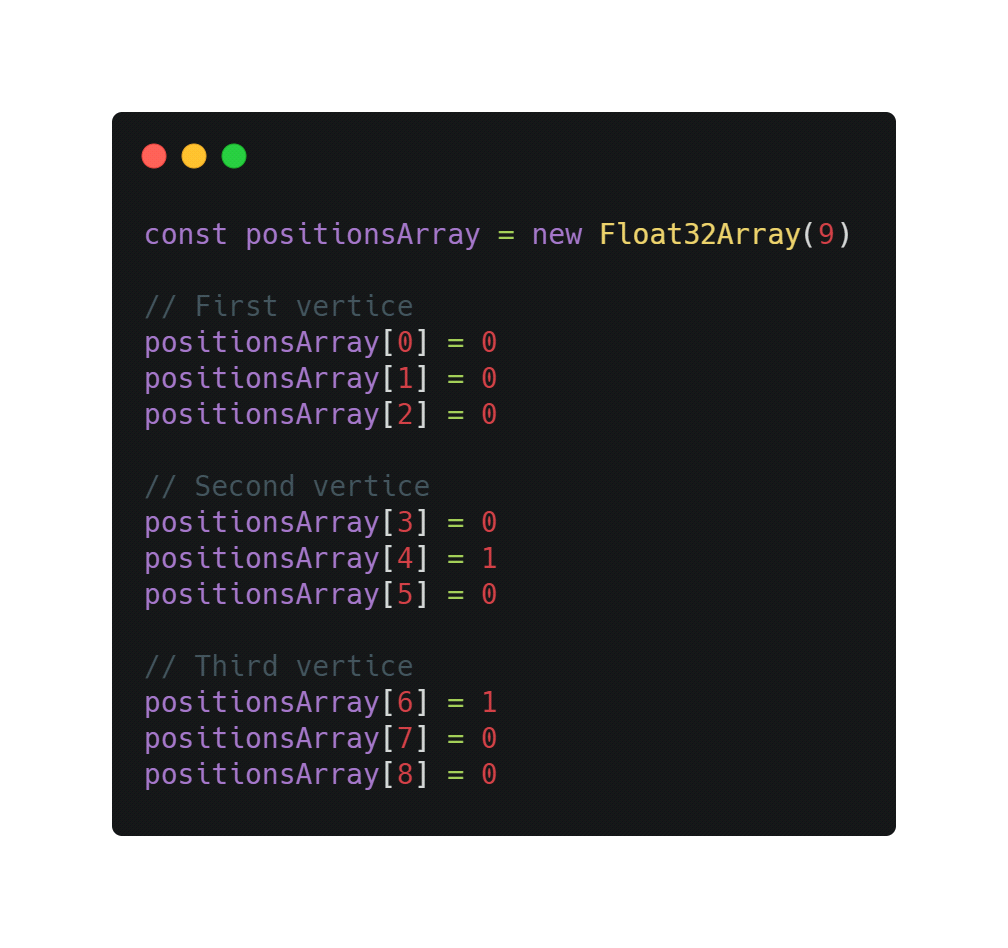 const positionsArray = new Float32Array(9)
// First vertice
positionsArray[0] = 0
positionsArray[1] = 0
positionsArray[2] = 0
// Second vertice
positionsArray[3] = 0
positionsArray[4] = 1
positionsArray[5] = 0
// Third vertice
positionsArray[6] = 1
positionsArray[7] = 0
positionsArray[8] = 0